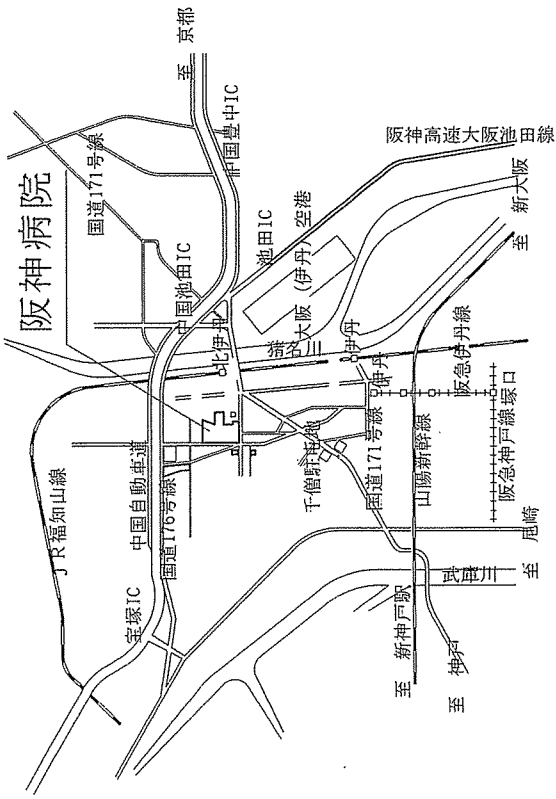 至 京都
中国豊中IC
国道171号線
阪神病院
阪神高速大阪池田線
至 新大阪
池田IC
大阪(伊丹)空港
中国池田IC
北伊丹
猪名川
伊丹
伊丹
阪急伊丹線
塚口
阪急神戸線
JR福知山線
中国自動車道
国道176号線
千僧駐屯地
国道171号線
山陽新幹線
宝塚IC
至 尼崎
武庫川
至 新神戸駅
至 神戸